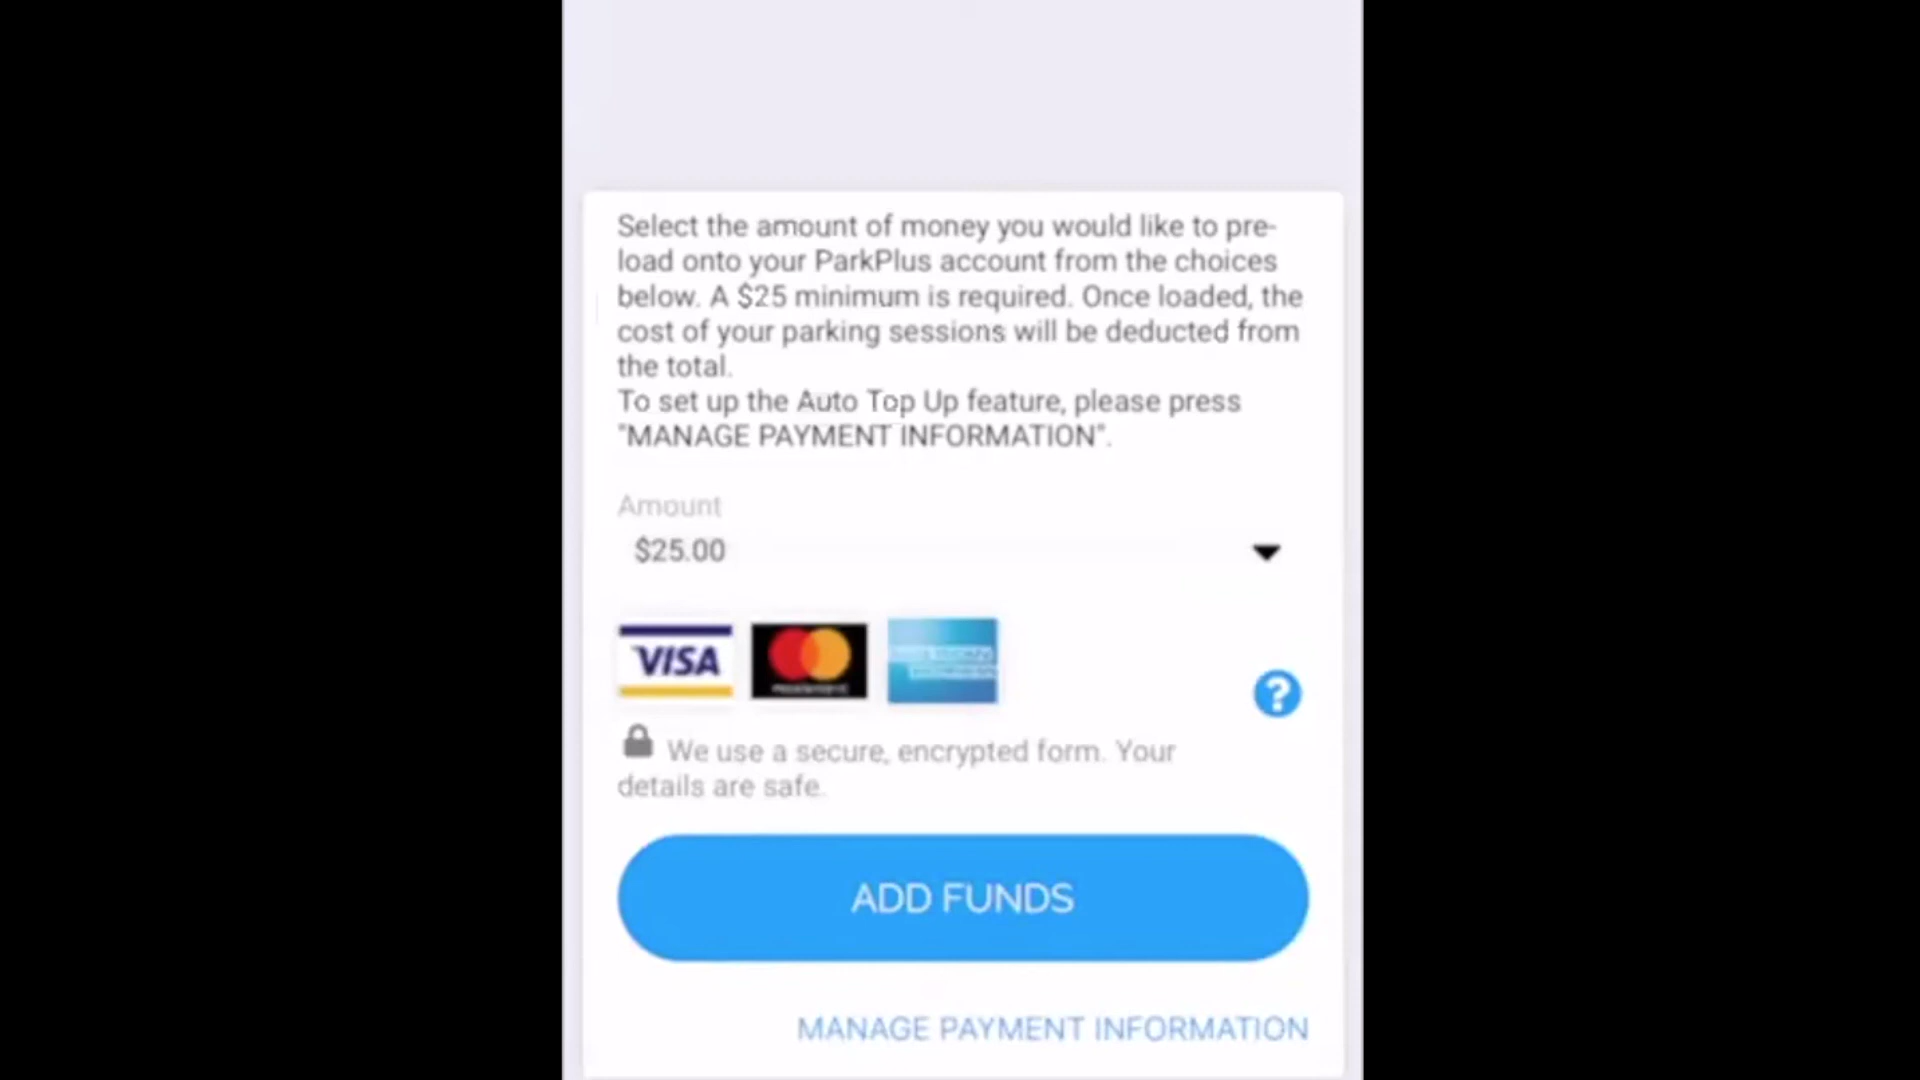 Select the amount of money you would like to pre-
load onto your ParkPlus account from the choices
below. A $25 minimum is required. Once loaded, the
cost of your parking sessions will be deducted from
the total.
To set up the Auto Top Up feature, please press
"MANAGE PAYMENT INFORMATION".
Amount
$25.00
VISA
?
We use a secure, encrypted form. Your
details are safe.
ADD FUNDS
MANAGE PAYMENT INFORMATION